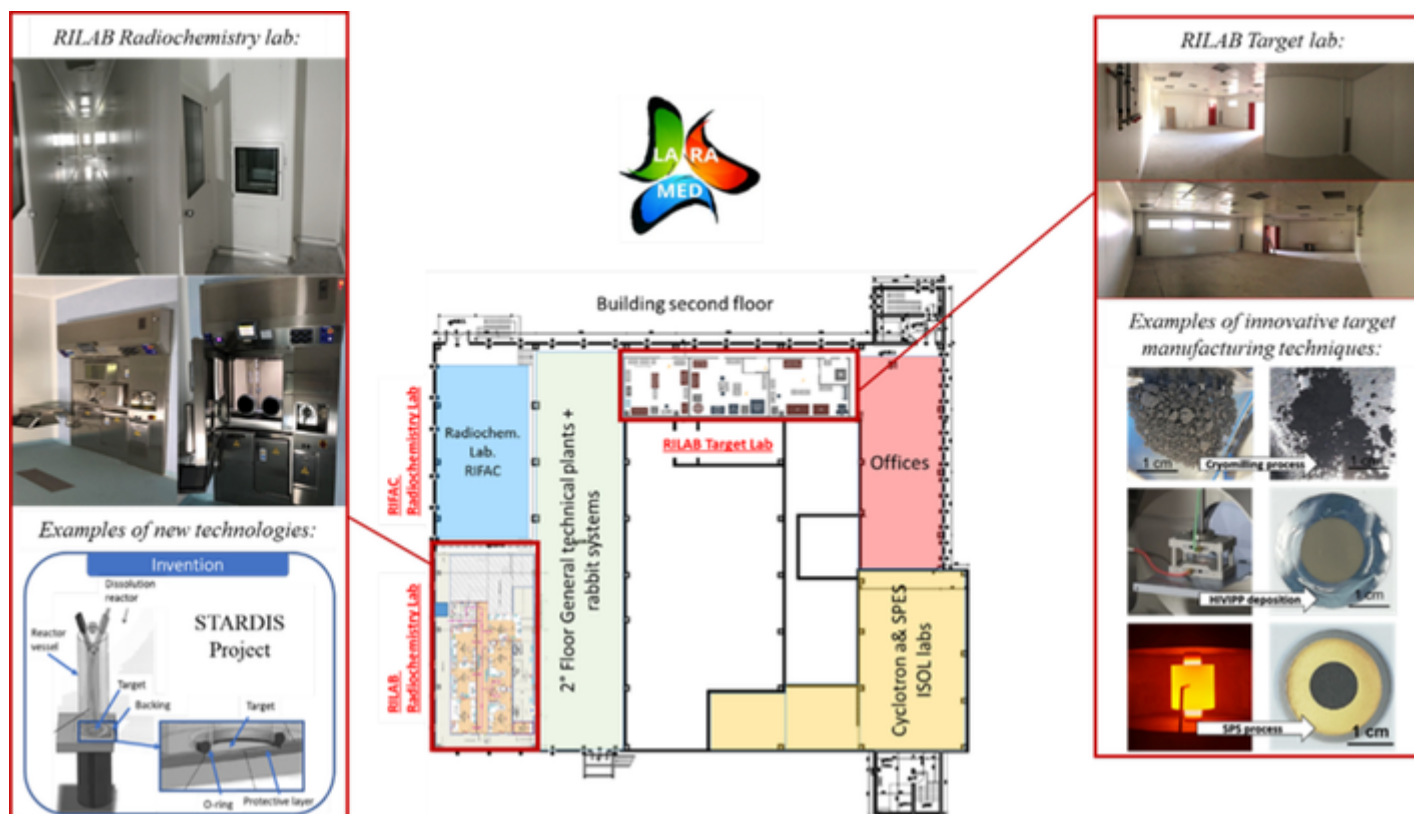 RILAB Radiochemistry lab:
Examples of new technologies:
Invention
Dissolution
reactor
STARDIS
Project
Reactor
vessel
Target
Backing
Target
O-ring
Protective layer
LA RA
MED
Building second floor
RIFAC
Radiochemistry Lab
Radiochem.
Lab.
RIFAC
RILAB
Radiochemistry Lab
2° Floor General technical plants +
rabbit systems
RILAB Target Lab
Offices
Cyclotron a& SPES
ISOL labs
RILAB Target lab:
Examples of innovative target
manufacturing techniques:
1 cm
Cryomilling process
1 cm
HIVIPP deposition
1 cm
SPS process
1 cm